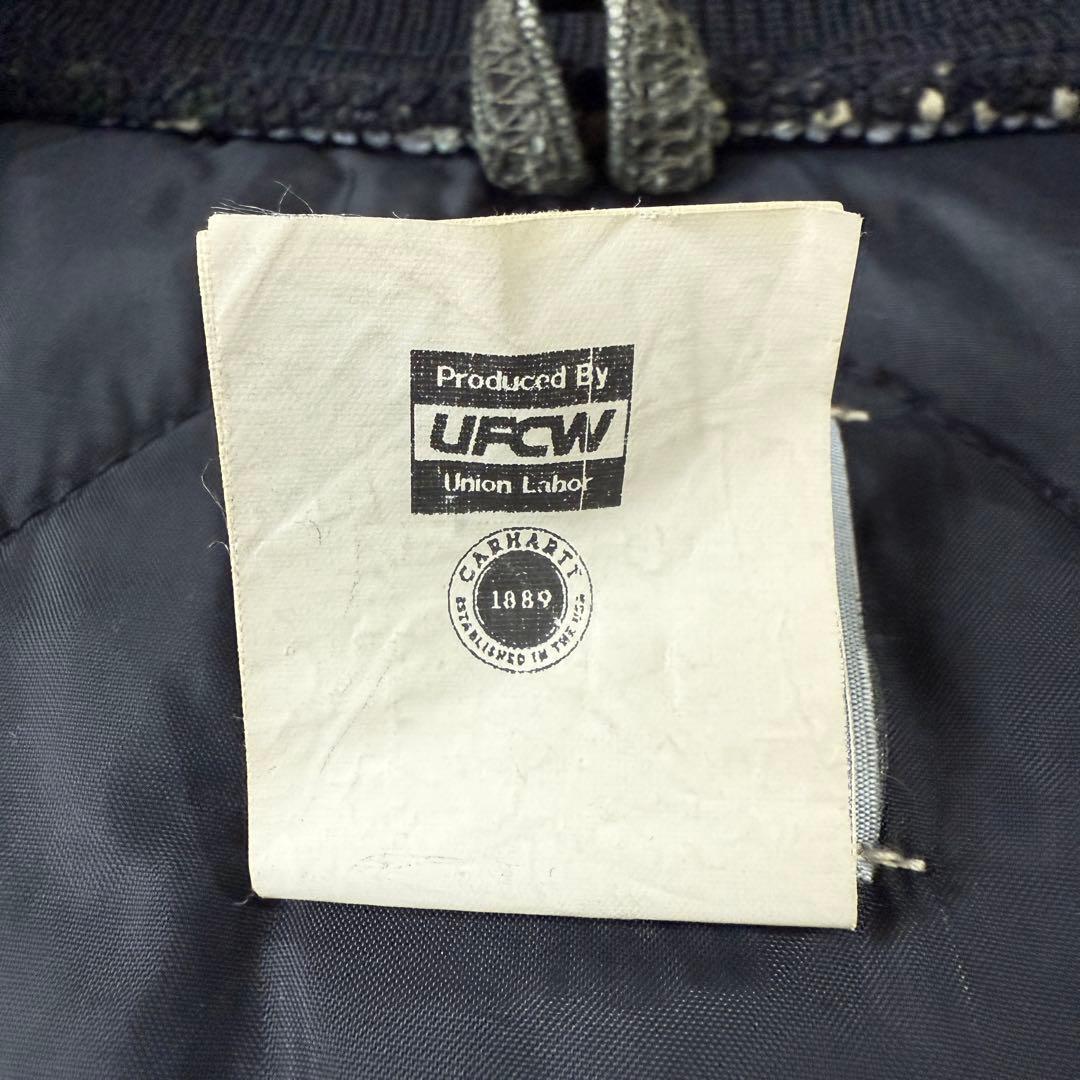 Produced By
UFCW
Union Labor
CARHARTT
1889
ESTABLISHED IN THE USA